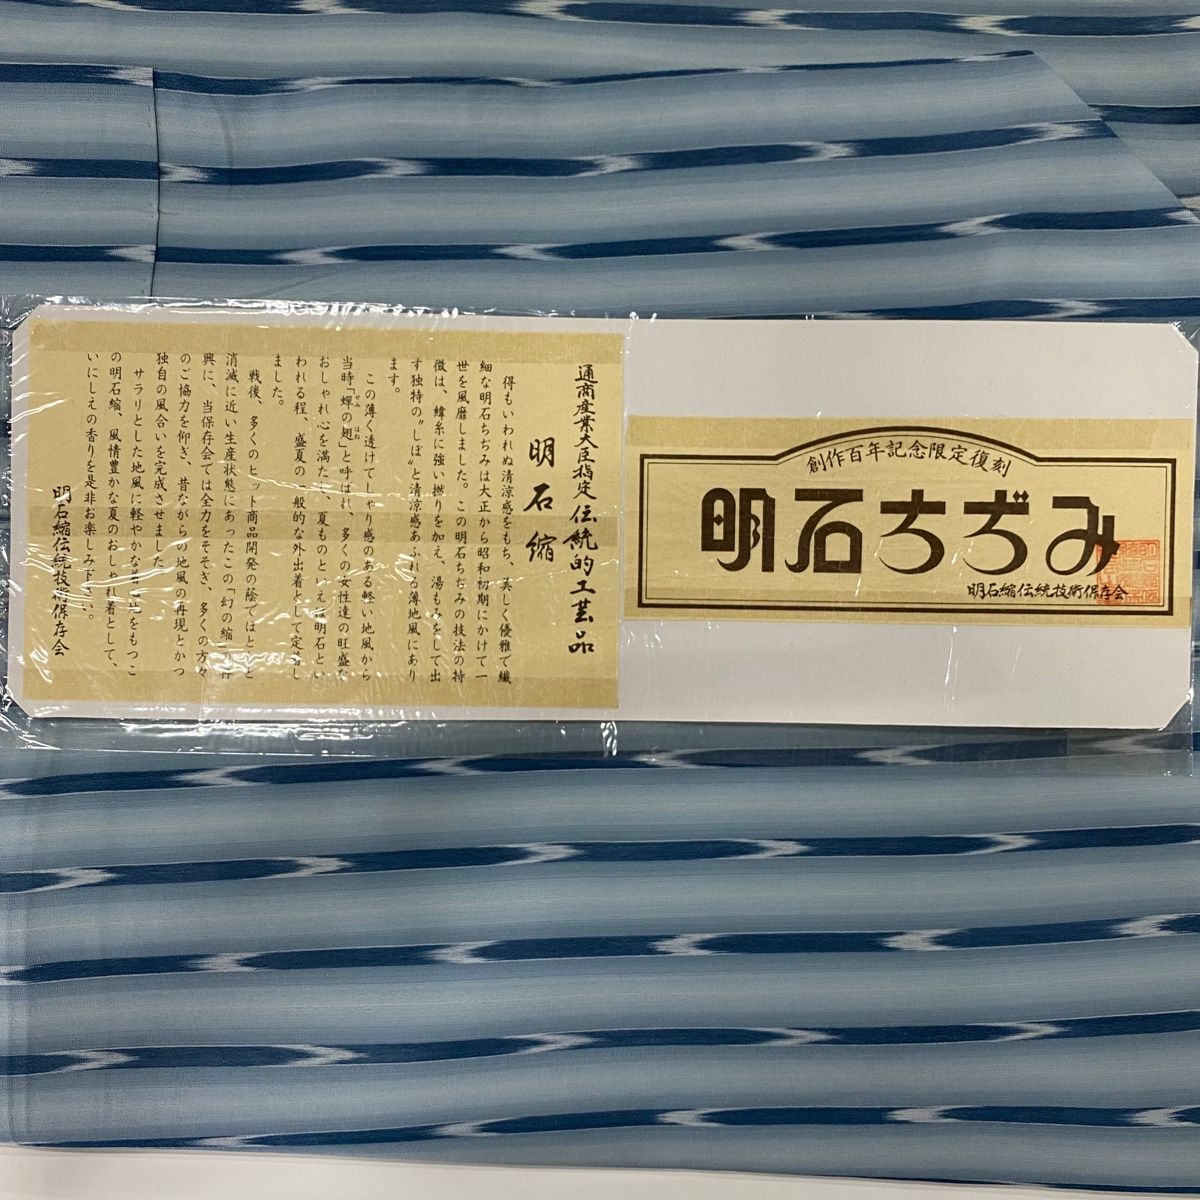 創作百年記念限定復刻
明石ちぢみ
明石縮伝統技術保存会
通商産業大臣指定伝統的工芸品
明石縮
得もいわれぬ清涼感をもち、美しく優雅で繊
細な明石ちぢみは大正から昭和初期にかけて一
世を風靡しました。この明石ちぢみの技法の特
徴は、緯糸に強い撚りを加え、湯もみをして出
す独特の〝しぼ〟と清涼感あふれる薄地風にあり
ます。
この薄く透けてしゃり感のある軽い地風から
当時「蟬の翅」と呼ばれ、多くの女性達の旺盛な
せん はね
おしゃれ心を満たし、夏ものといえば明石とい
われる程、盛夏の一般的な外出着として定着し
ました。
戦後、多くのヒット商品開発の陰でほとんど
消滅に近い生産状態にあったこの「幻の縮」の再
興に、当保存会では全力をそそぎ、多くの方々
のご協力を仰ぎ、昔ながらの地風の再現とかつ
独自の風合いを完成させました。
サラリとした地風に軽やかな着心地をもつこ
の明石縮、風情豊かな夏のおしゃれ着として、
いにしえの香りを是非お楽しみ下さい。
明石縮伝統技術保存会